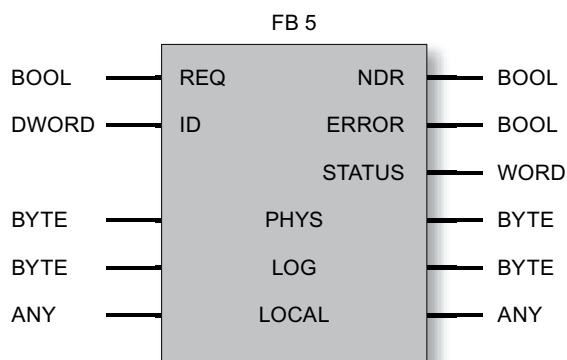 FB 5
BOOL REQ NDR BOOL
DWORD ID ERROR BOOL
STATUS WORD
BYTE PHYS BYTE
BYTE LOG BYTE
ANY LOCAL ANY